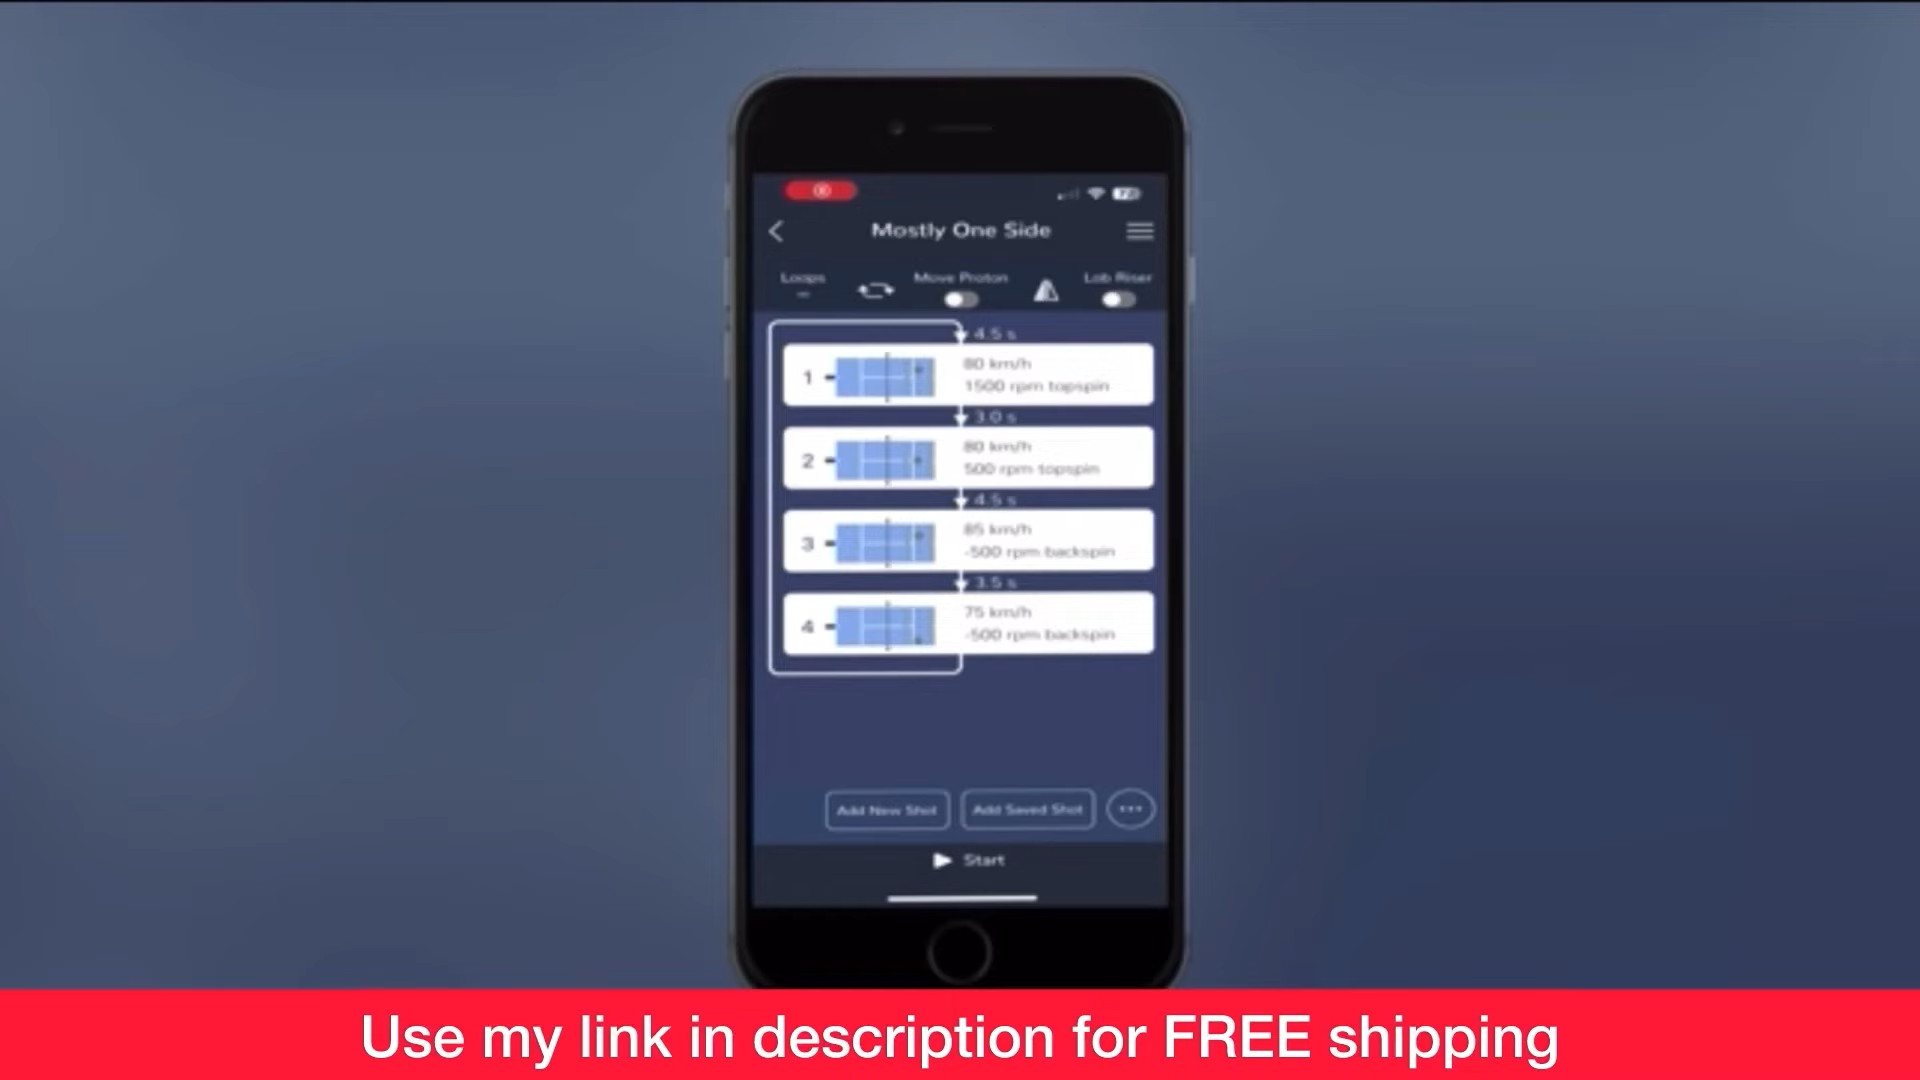 72
Mostly One Side
Loops
Move Proton
Lob Riser
∞
4.5 s
1
80 km/h
1500 rpm topspin
3.0 s
2
80 km/h
500 rpm topspin
4.5 s
3
85 km/h
-500 rpm backspin
3.5 s
4
75 km/h
-500 rpm backspin
Add New Shot
Add Saved Shot
Start
Use my link in description for FREE shipping